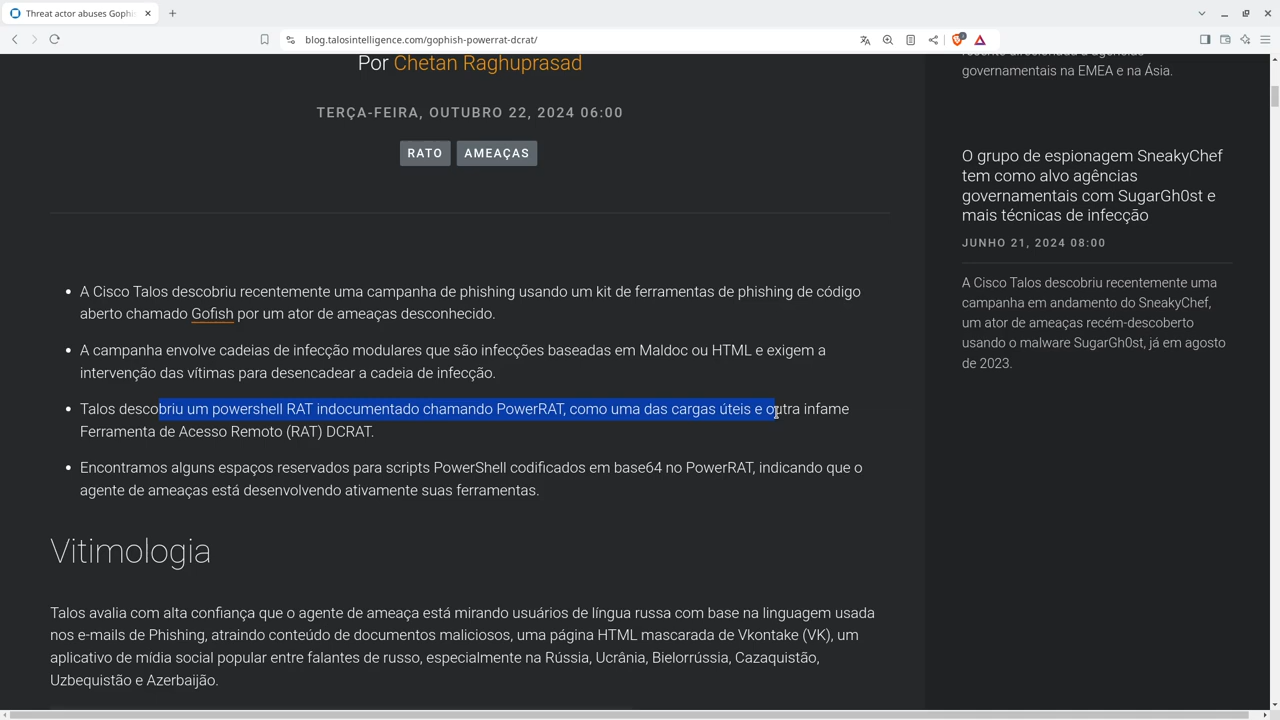 Threat actor abuses Gophi
blog.talosintelligence.com/gophish-powerrat-dcrat/
Por Chetan Raghuprasad
TERÇA-FEIRA, OUTUBRO 22, 2024 06:00
RATO AMEAÇAS
A Cisco Talos descobriu recentemente uma campanha de phishing usando um kit de ferramentas de phishing de código
aberto chamado Gofish por um ator de ameaças desconhecido.
A campanha envolve cadeias de infecção modulares que são infecções baseadas em Maldoc ou HTML e exigem a
intervenção das vítimas para desencadear a cadeia de infecção.
Talos descobriu um powershell RAT indocumentado chamando PowerRAT, como uma das cargas úteis e outra infame
Ferramenta de Acesso Remoto (RAT) DCRAT.
Encontramos alguns espaços reservados para scripts PowerShell codificados em base64 no PowerRAT, indicando que o
agente de ameaças está desenvolvendo ativamente suas ferramentas.
Vitimologia
Talos avalia com alta confiança que o agente de ameaça está mirando usuários de língua russa com base na linguagem usada
nos e-mails de Phishing, atraindo conteúdo de documentos maliciosos, uma página HTML mascarada de Vkontake (VK), um
aplicativo de mídia social popular entre falantes de russo, especialmente na Rússia, Ucrânia, Bielorrússia, Cazaquistão,
Uzbequistão e Azerbaijão.
recente direcionada a agências
governamentais na EMEA e na Ásia.
O grupo de espionagem SneakyChef
tem como alvo agências
governamentais com SugarGh0st e
mais técnicas de infecção
JUNHO 21, 2024 08:00
A Cisco Talos descobriu recentemente uma
campanha em andamento do SneakyChef,
um ator de ameaças recém-descoberto
usando o malware SugarGh0st, já em agosto
de 2023.